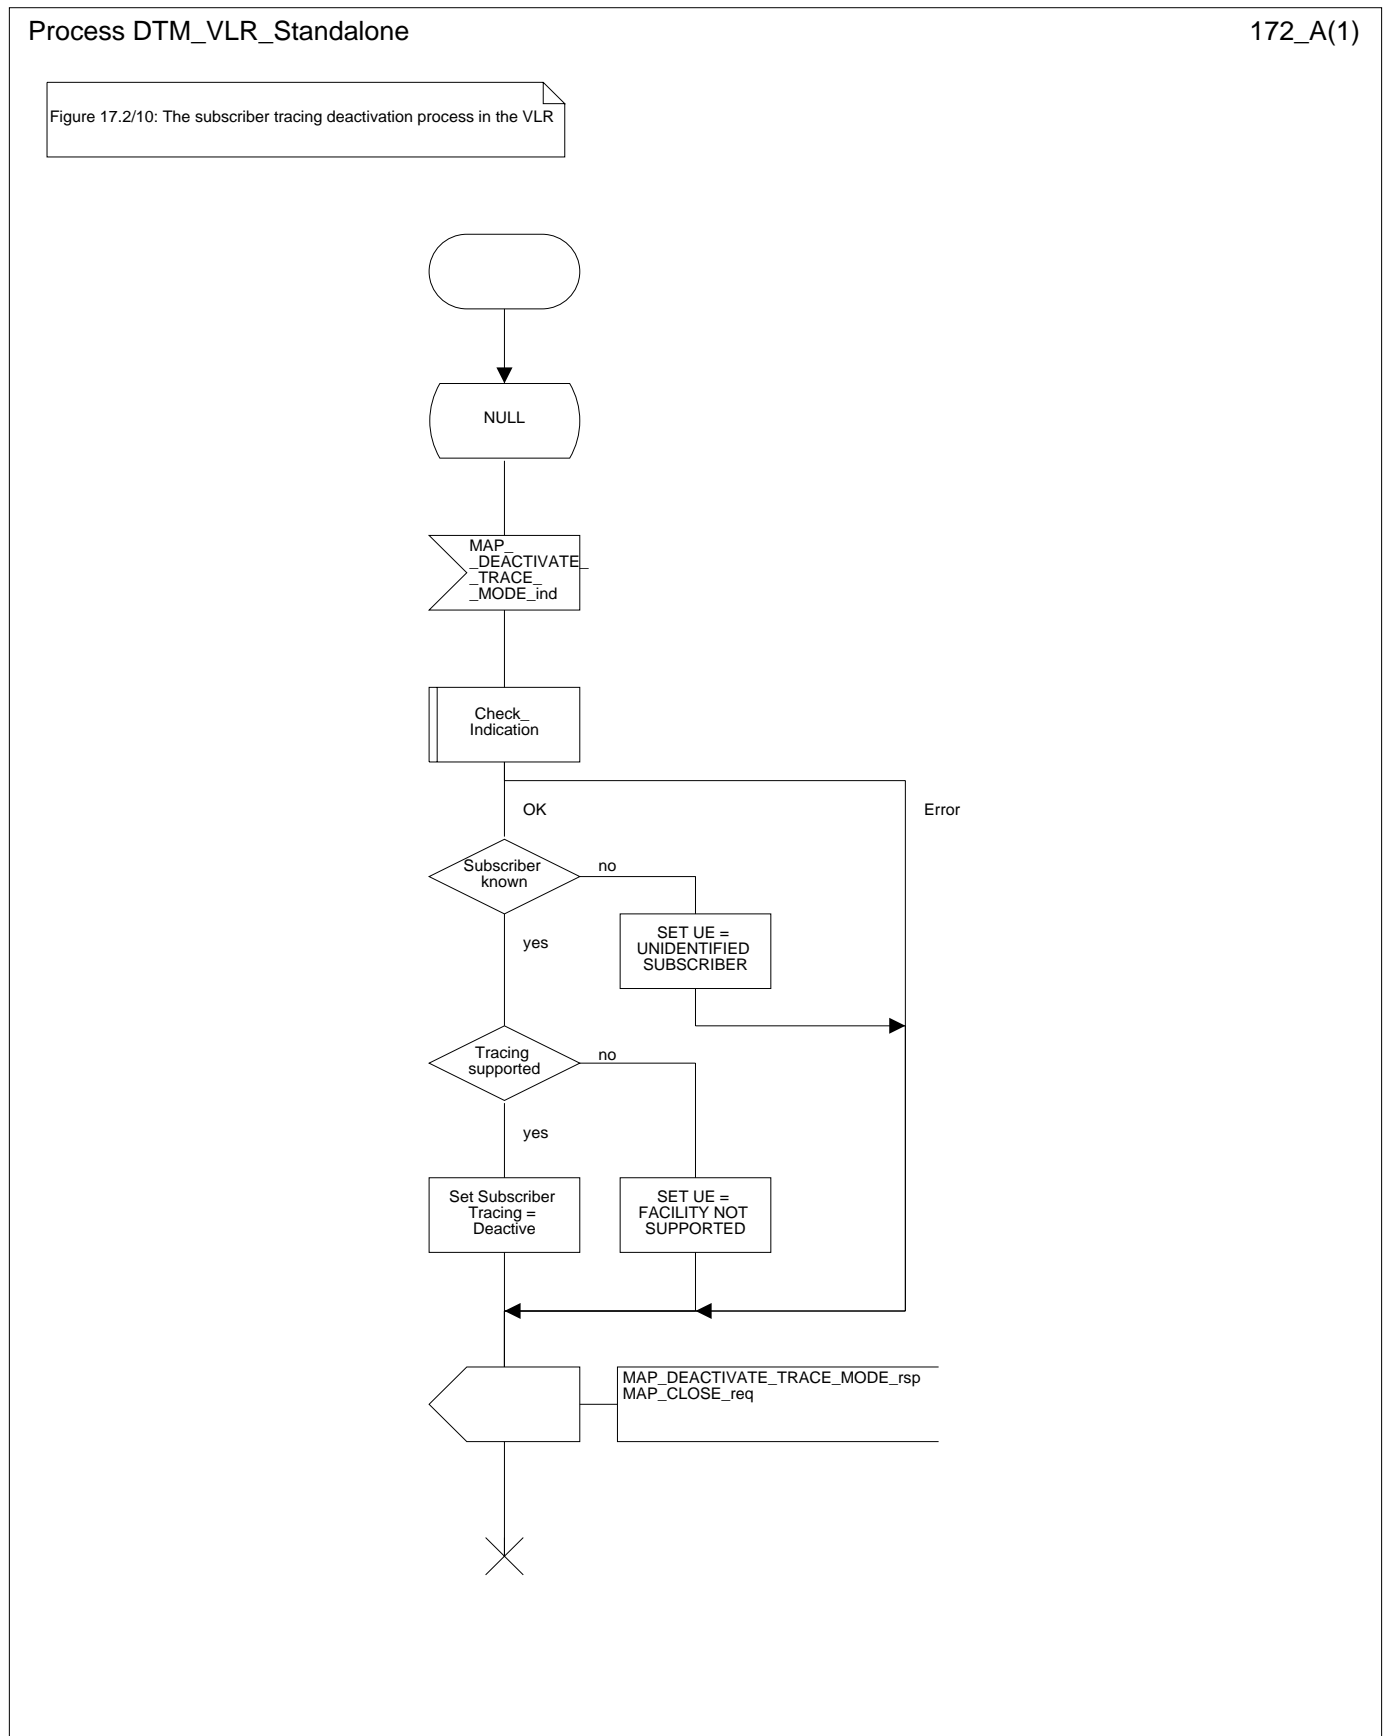 Process DTM_VLR_Standalone
172_A(1)
Figure 17.2/10: The subscriber tracing deactivation process in the VLR
NULL
MAP_
_DEACTIVATE_
_TRACE_
_MODE_ind
Check_
Indication
OK
Error
Subscriber
known
no
yes
SET UE =
UNIDENTIFIED
SUBSCRIBER
Tracing
supported
no
yes
Set Subscriber
Tracing =
Deactive
SET UE =
FACILITY NOT
SUPPORTED
MAP_DEACTIVATE_TRACE_MODE_rsp
MAP_CLOSE_req